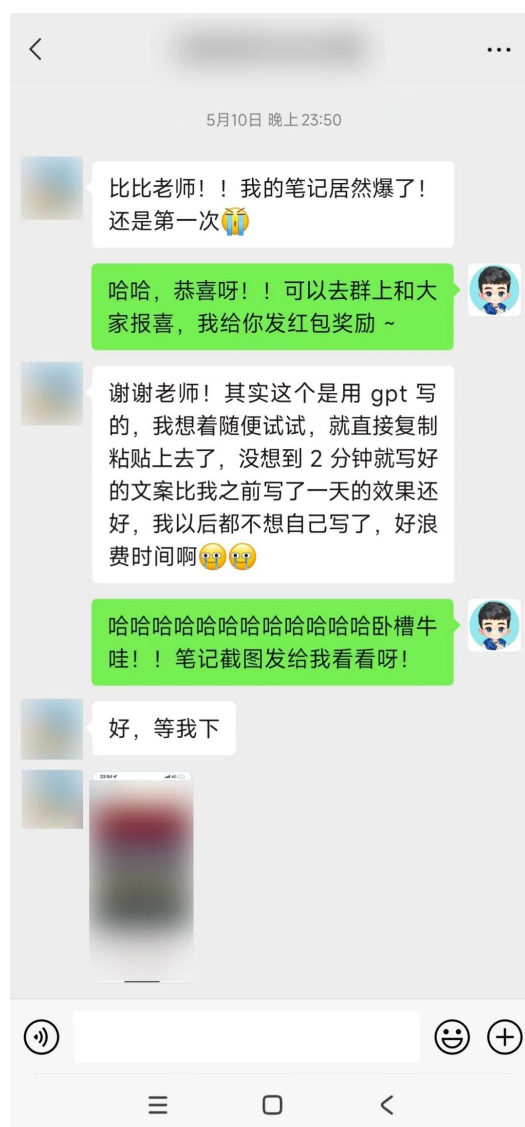 5月10日 晚上 23:50
比比老师！！我的笔记居然爆了！
还是第一次😭
哈哈，恭喜呀！！可以去群上和大
家报喜，我给你发红包奖励 ~
谢谢老师！其实这个是用 gpt 写
的，我想着随便试试，就直接复制
粘贴上去了，没想到 2 分钟就写好
的文案比我之前写了一天的效果还
好，我以后都不想自己写了，好浪
费时间啊🥹🥹
哈哈哈哈哈哈哈哈哈哈哈哈卧槽牛
哇！！笔记截图发给我看看呀！
好，等我下